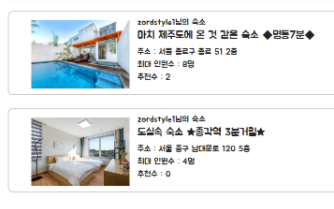 zordstyle1님의 숙소
마치 제주도에 온 것 같은 숙소 ◆명동7분◆
주소 : 서울 종로구 종로 51 2층
최대 인원수 : 8명
추천수 : 2
zordstyle1님의 숙소
도심속 숙소 ★종각역 3분거리★
주소 : 서울 중구 남대문로 120 5층
최대 인원수 : 4명
추천수 : 0